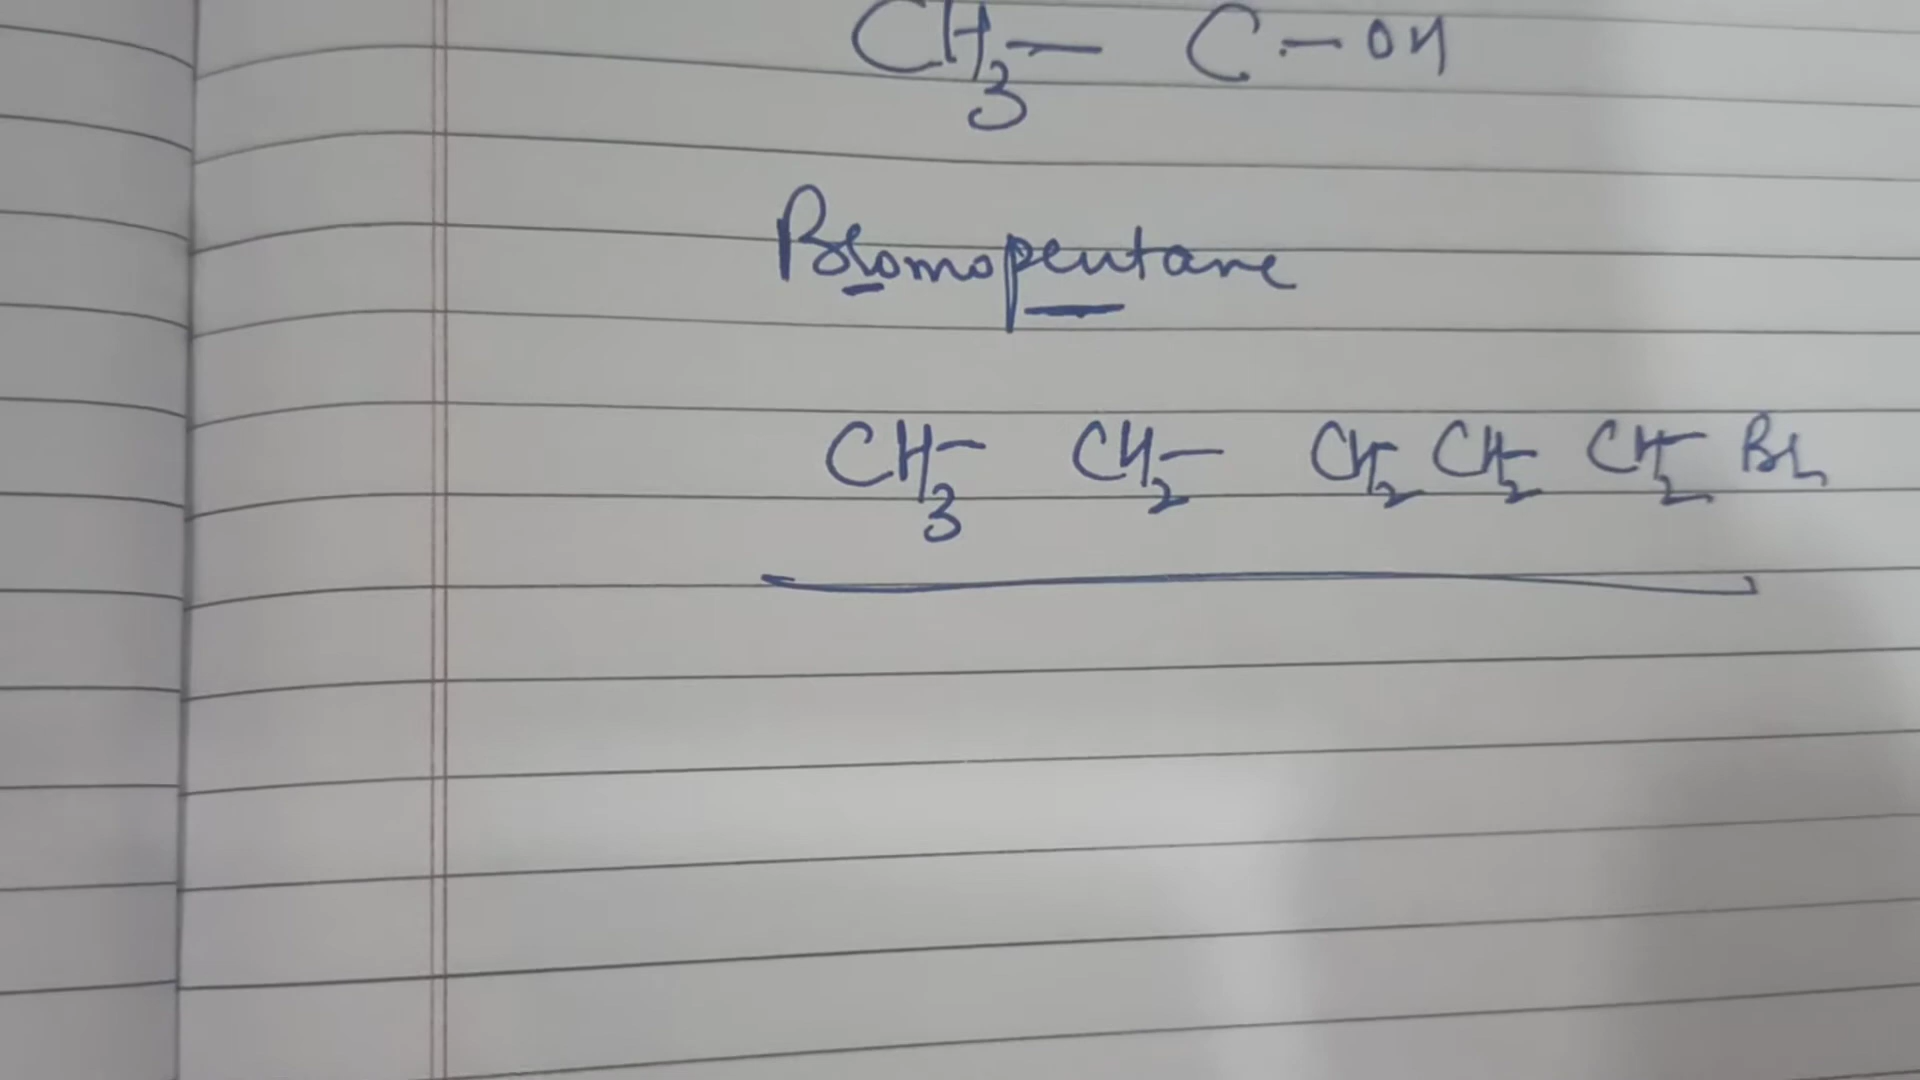 CH₃— C—OH
Bromopentane
CH₃— CH₂— CH₂— CH₂— CH₂— Br